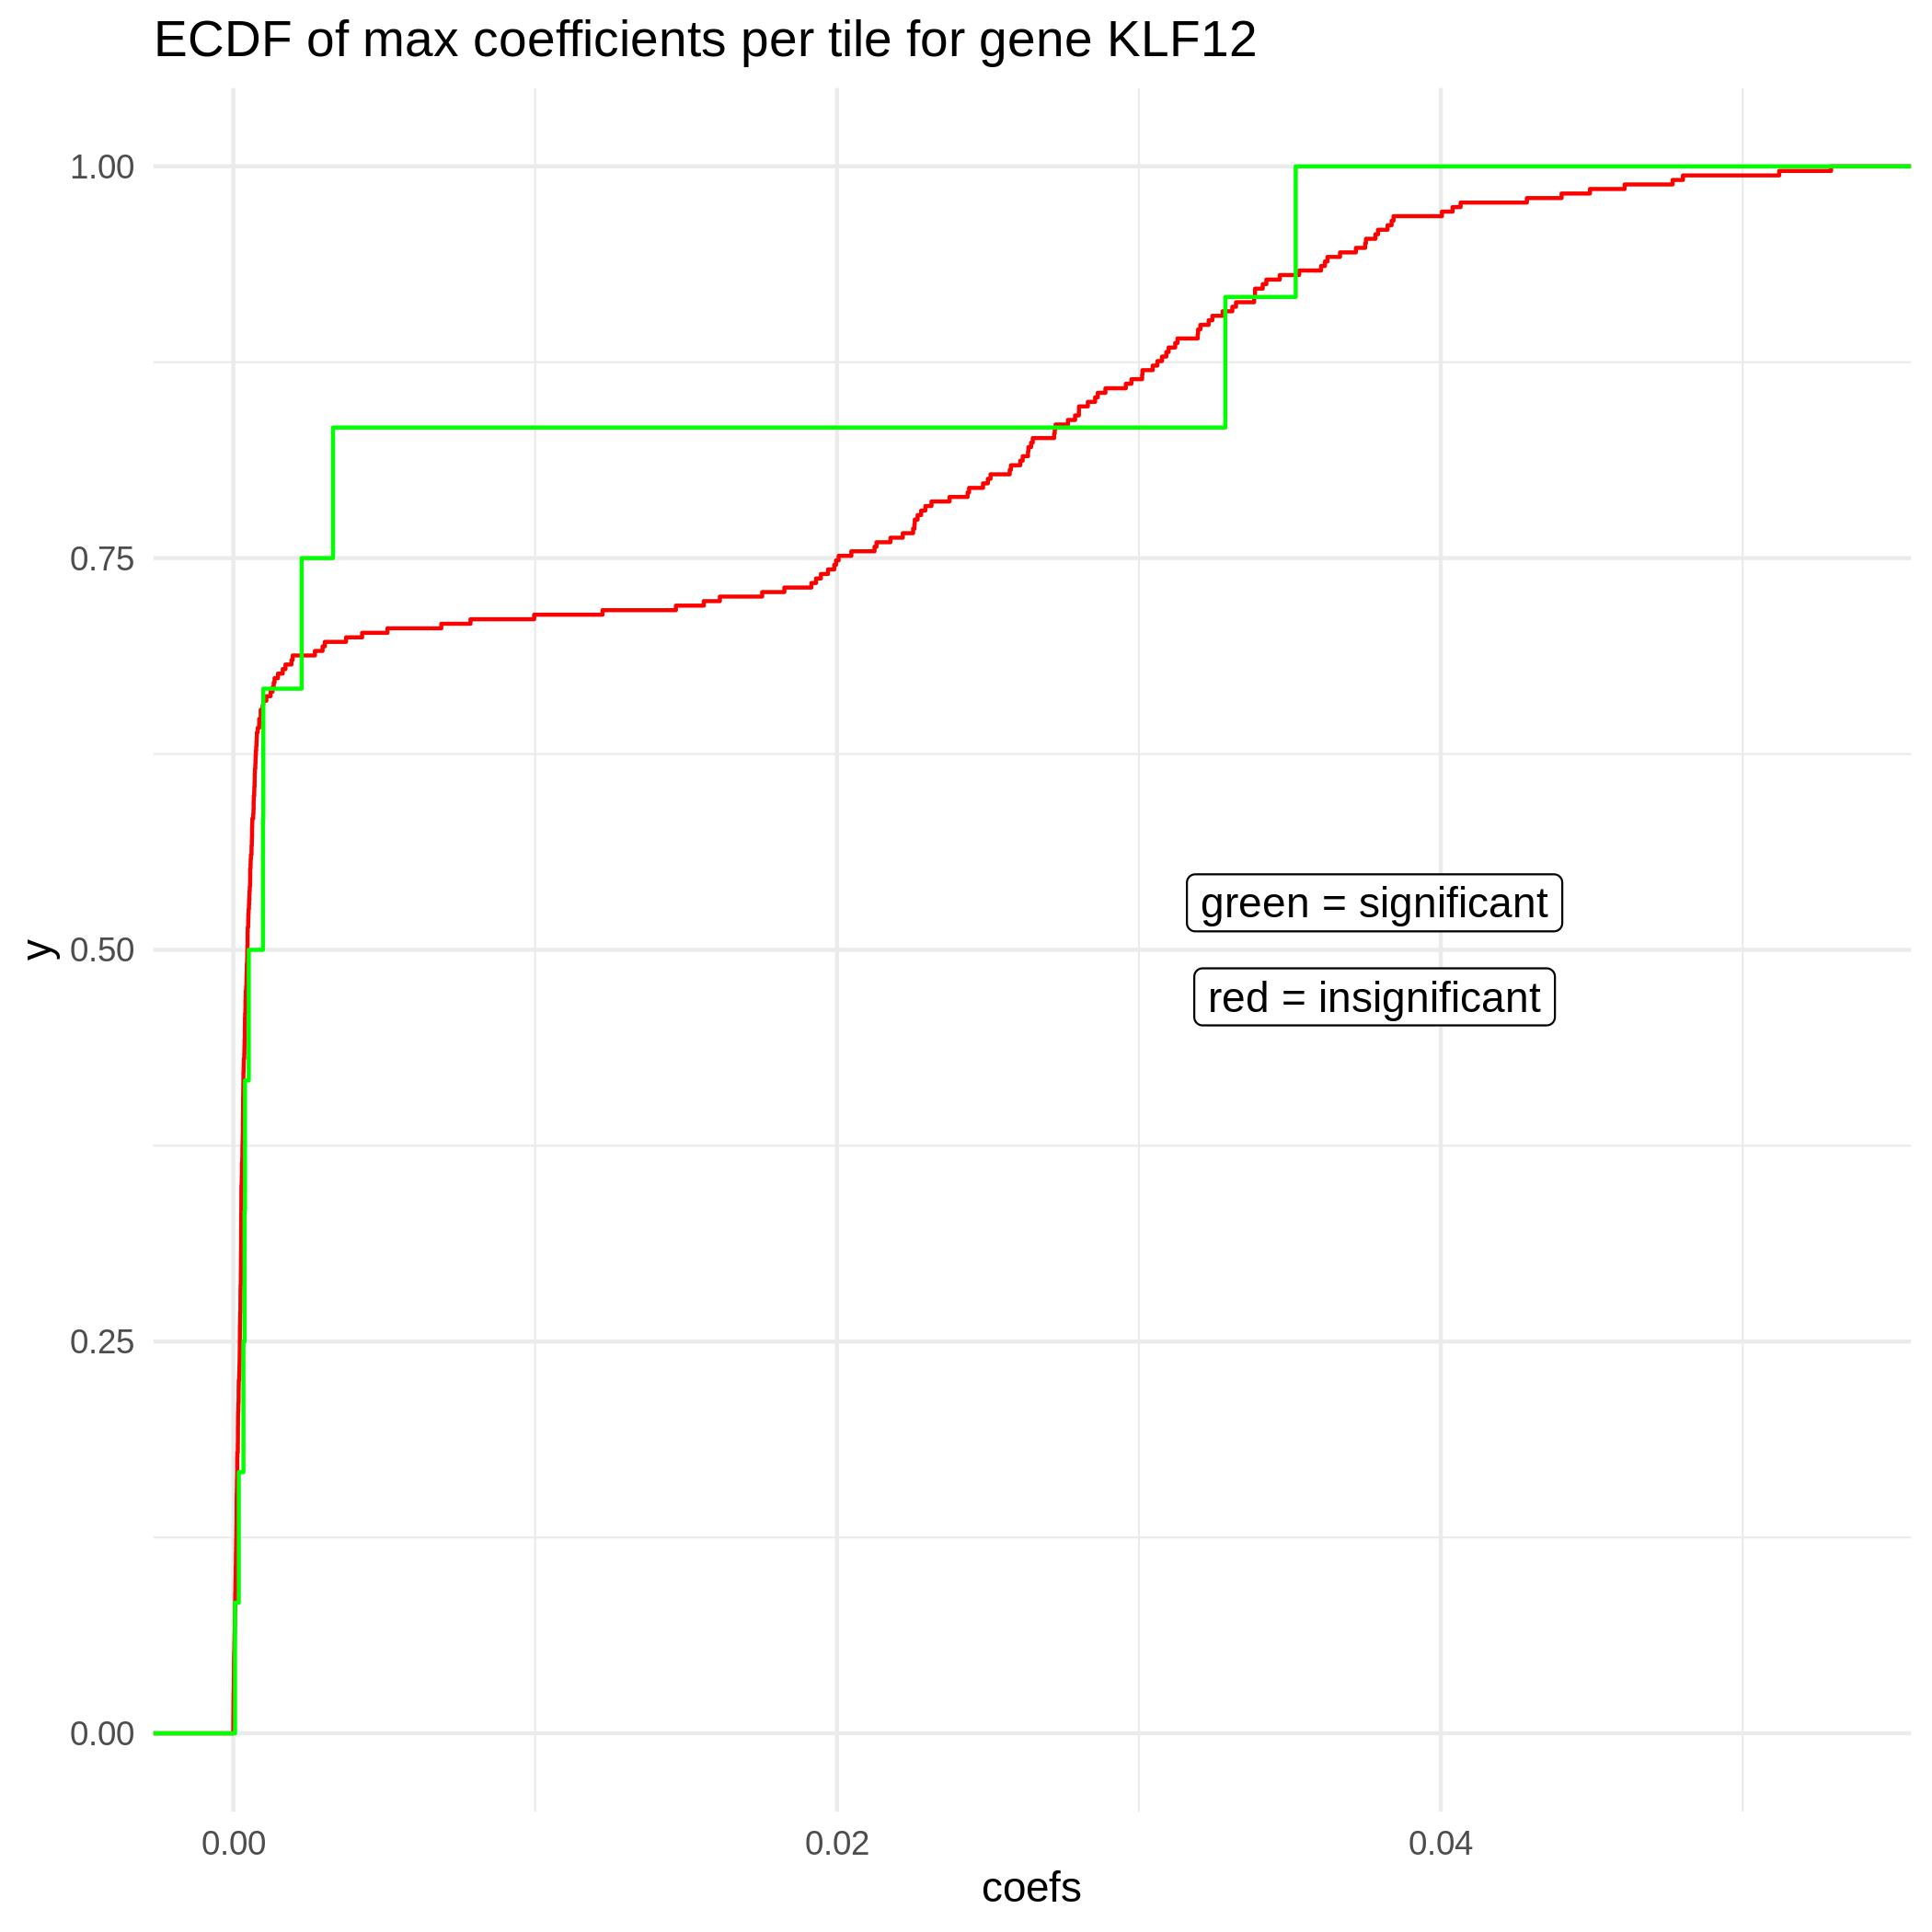 ECDF of max coefficients per tile for gene KLF12
1.00
0.75
0.50
0.25
0.00
y
green = significant
red = insignificant
0.00 0.02 0.04
coefs